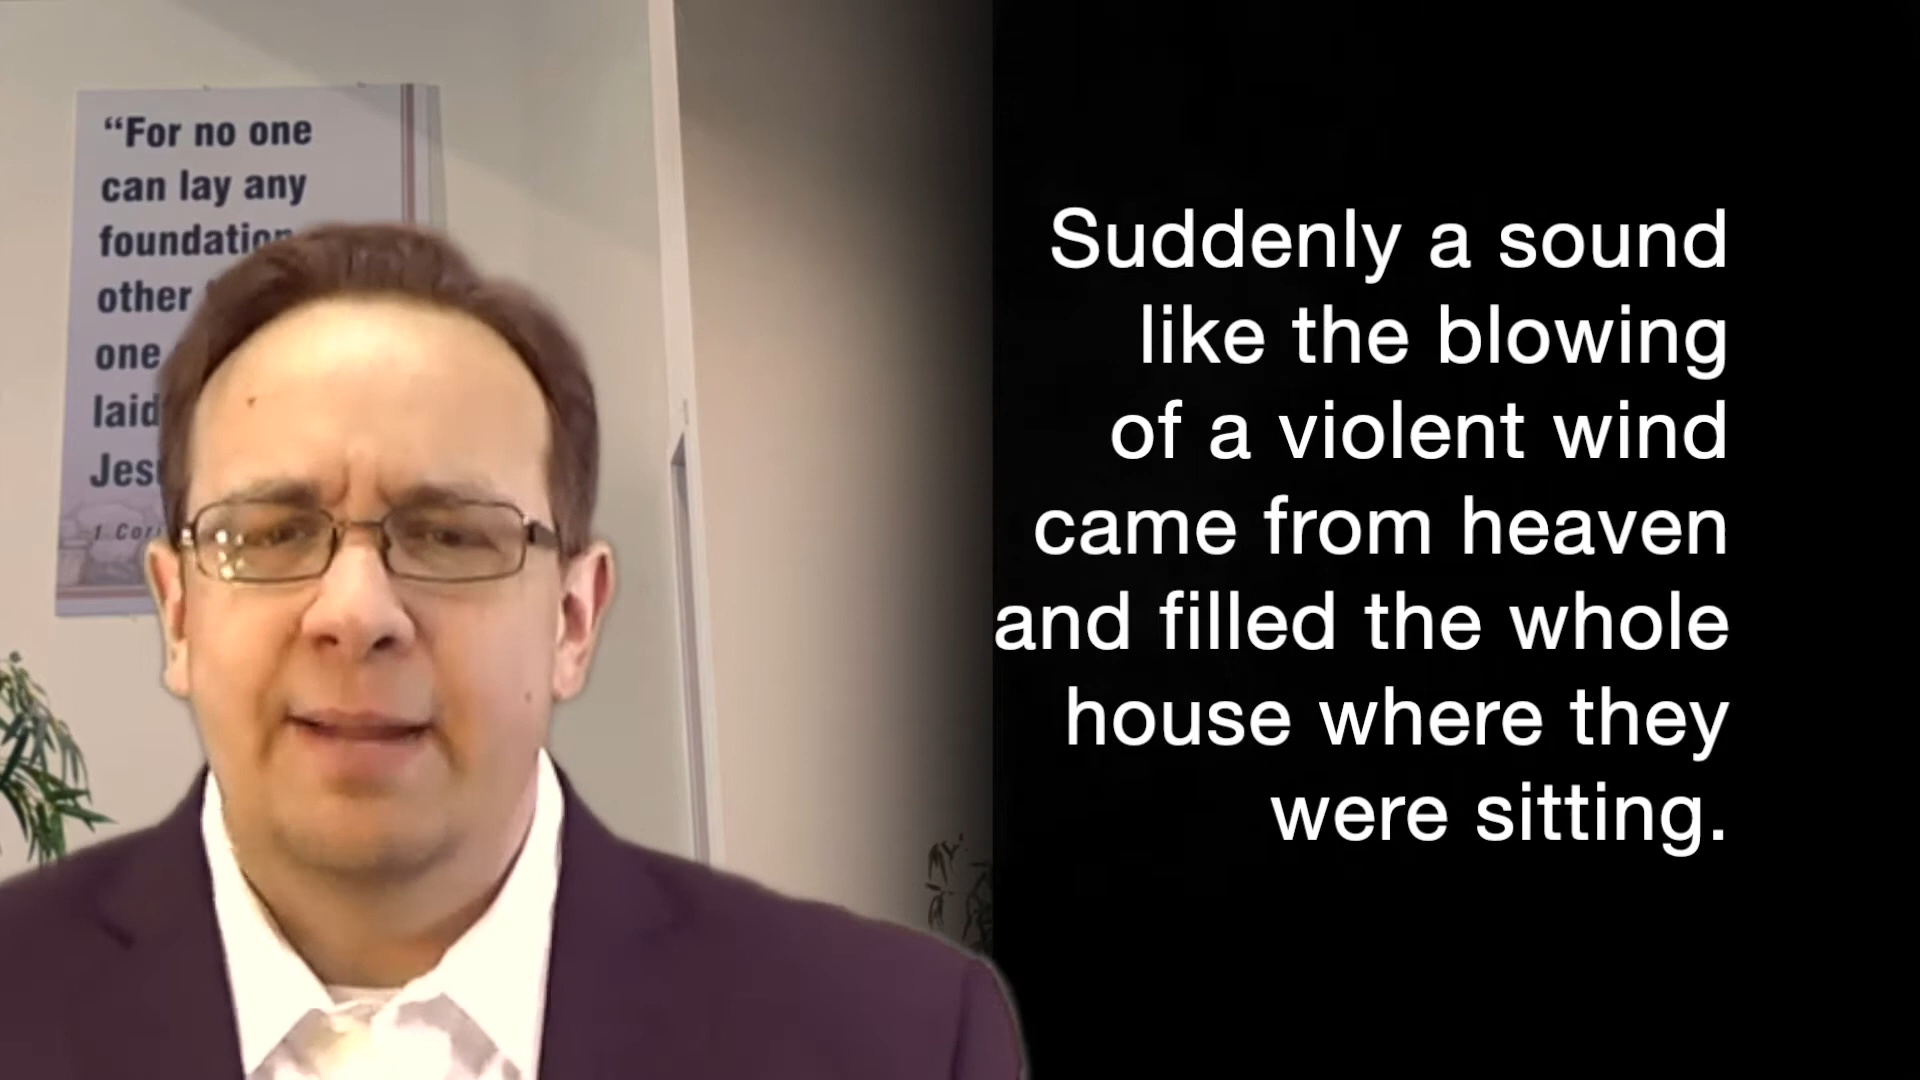 “For no one
can lay any
foundation
other
one
laid
Suddenly a sound
like the blowing
of a violent wind
came from heaven
and filled the whole
house where they
were sitting.